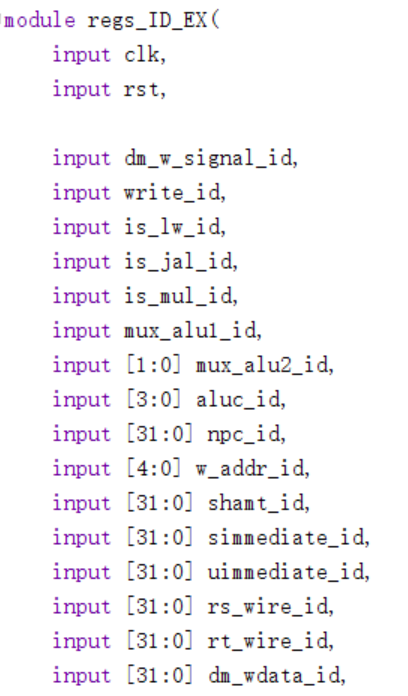 module regs_ID_EX(
input clk,
input rst,
input dm_w_signal_id,
input write_id,
input is_lw_id,
input is_jal_id,
input is_mul_id,
input mux_alu1_id,
input [1:0] mux_alu2_id,
input [3:0] aluc_id,
input [31:0] npc_id,
input [4:0] w_addr_id,
input [31:0] shamt_id,
input [31:0] simmediate_id,
input [31:0] uimmediate_id,
input [31:0] rs_wire_id,
input [31:0] rt_wire_id,
input [31:0] dm_wdata_id,